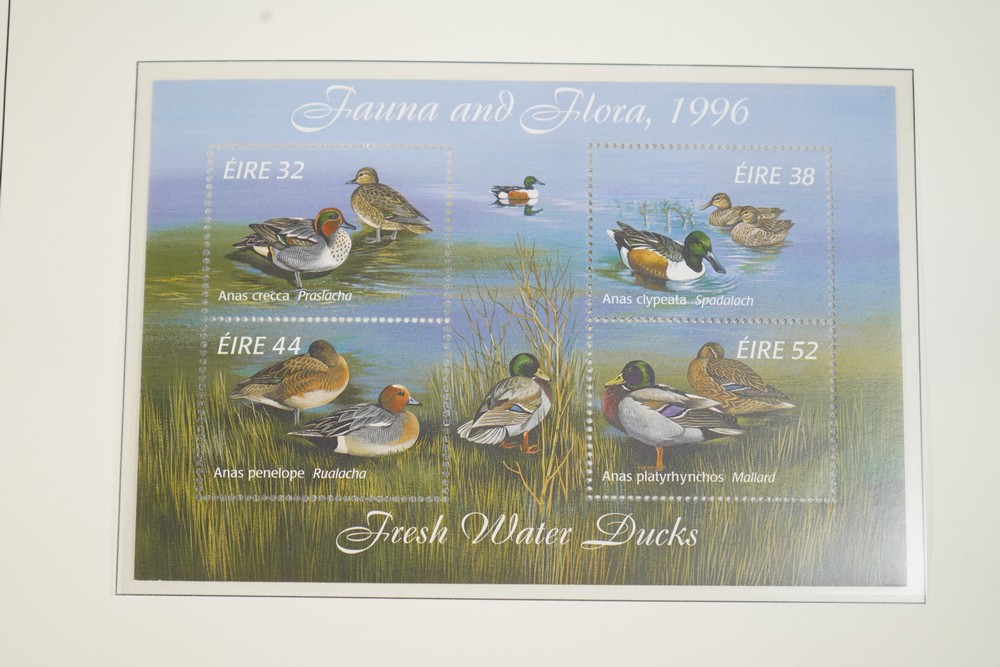 Fauna and Flora, 1996
ÉIRE 32
Anas crecca Praslacha
ÉIRE 38
Anas clypeata Spadalach
ÉIRE 44
Anas penelope Rualacha
ÉIRE 52
Anas platyrhynchos Mallard
Fresh Water Ducks